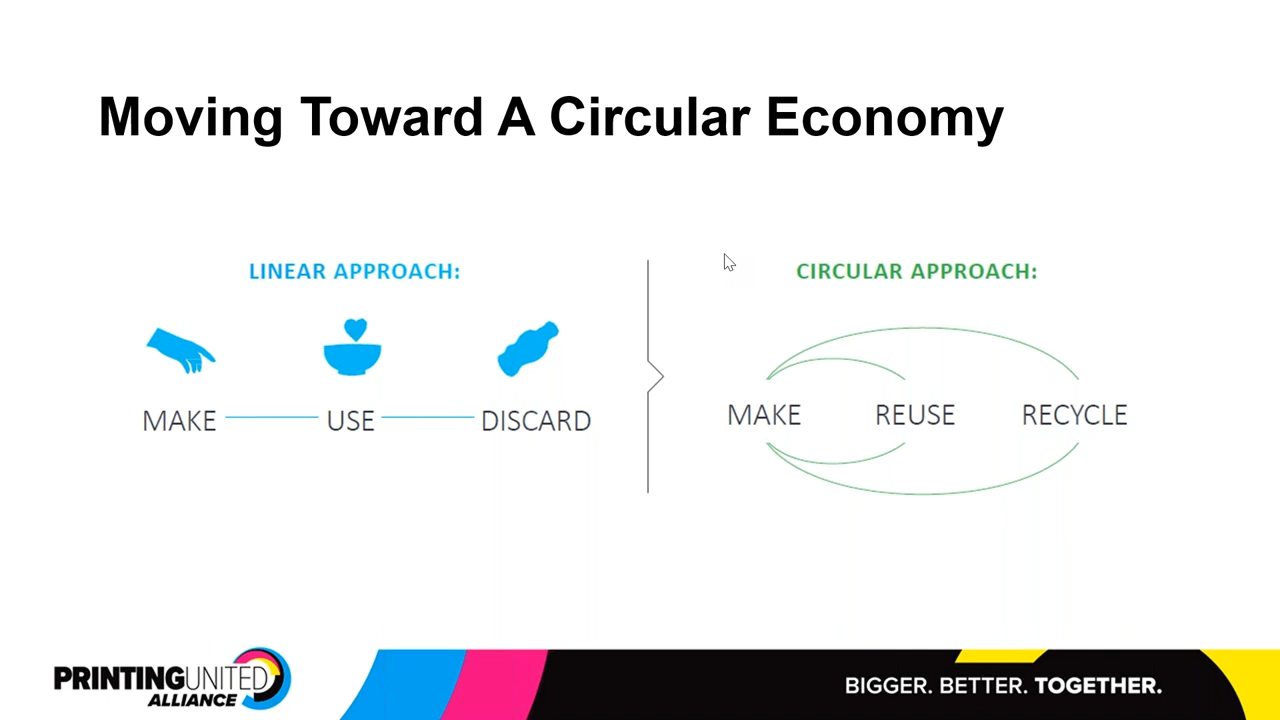 Moving Toward A Circular Economy
LINEAR APPROACH:
MAKE USE DISCARD
CIRCULAR APPROACH:
MAKE REUSE RECYCLE
PRINTINGUNITED
ALLIANCE
BIGGER. BETTER. TOGETHER.